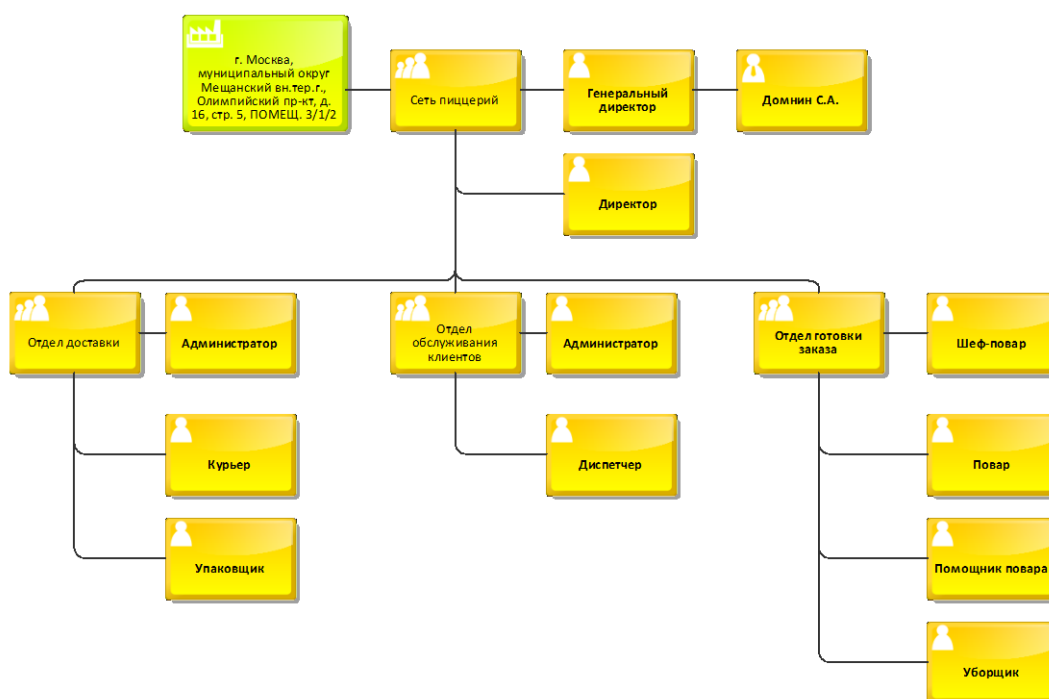 г. Москва,
муниципальный округ
Мещанский вн.тер.г.,
Олимпийский пр-кт, д.
16, стр. 5, ПОМЕЩ. 3/1/2
Сеть пиццерий
Генеральный
директор
Домнин С.А.
Директор
Отдел доставки
Администратор
Отдел
обслуживания
клиентов
Администратор
Отдел готовки
заказа
Шеф-повар
Курьер
Диспетчер
Повар
Упаковщик
Помощник повара
Уборщик